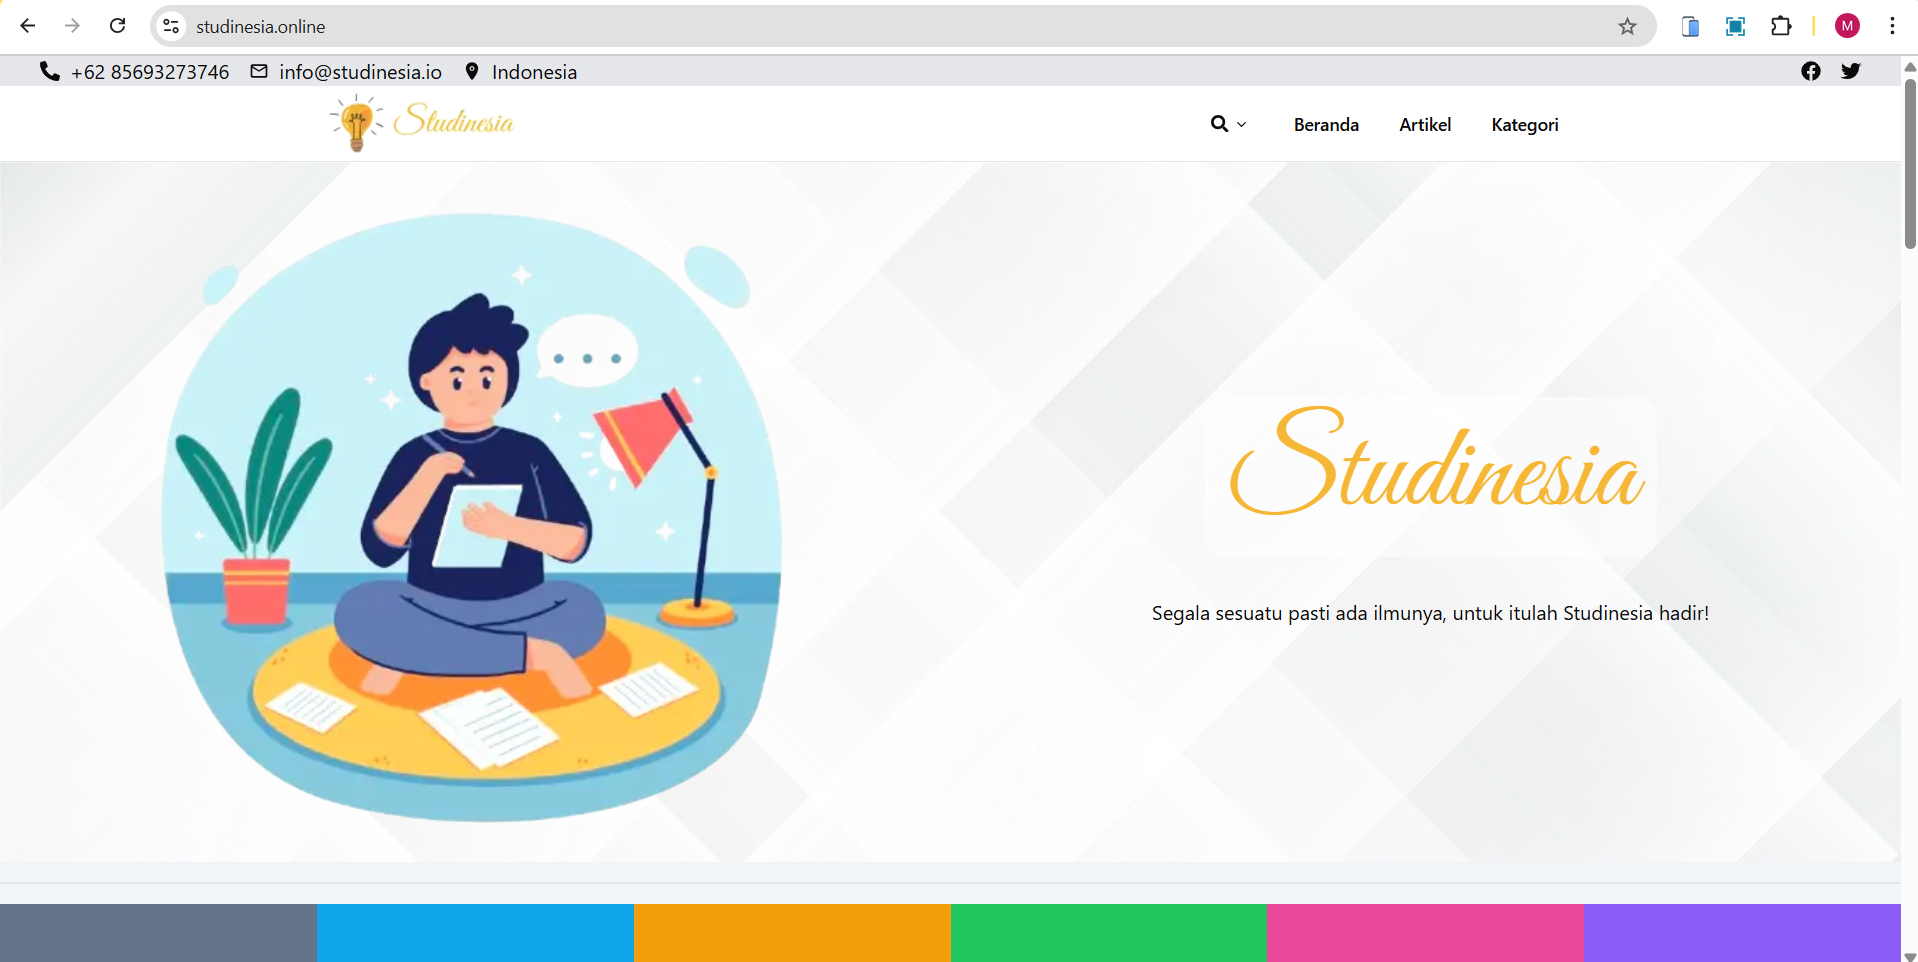 studinesia.online
M
+62 85693273746 info@studinesia.io Indonesia
Studinesia
Beranda Artikel Kategori
Studinesia
Segala sesuatu pasti ada ilmunya, untuk itulah Studinesia hadir!